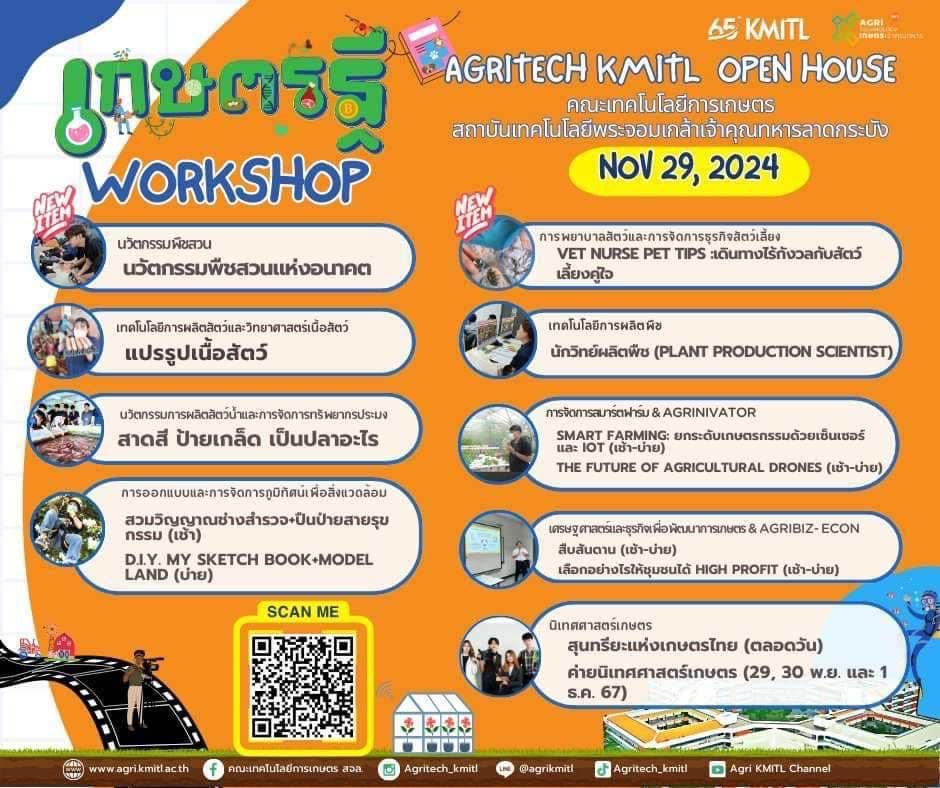 65 KMITL
AGRI
เกษตร
เกษตรรุ้
WORKSHOP
AGRITECH KMITL OPEN HOUSE
คณะเทคโนโลยีการเกษตร
สถาบันเทคโนโลยีพระจอมเกล้าเจ้าคุณทหารลาดกระบัง
NOV 29, 2024
NEW
ITEM
นวัตกรรมพืชสวน
นวัตกรรมพืชสวนแห่งอนาคต
เทคโนโลยีการผลิตสัตว์และวิทยาศาสตร์เนื้อสัตว์
แปรรูปเนื้อสัตว์
นวัตกรรมการผลิตสัตว์น้ำและการจัดการทรัพยากรประมง
สาดสี ป้ายเกล็ด เป็นปลาอะไร
การออกแบบและการจัดการภูมิทัศน์เพื่อสิ่งแวดล้อม
สวมวิญญาณช่างสำรวจ+ปีนป่ายสายรุข
กรรม (เช้า)
D.I.Y. MY SKETCH BOOK+MODEL
LAND (บ่าย)
SCAN ME
NEW
ITEM
การพยาบาลสัตว์และการจัดการธุรกิจสัตว์เลี้ยง
VET NURSE PET TIPS :เดินทางไร้กังวลกับสัตว์
เลี้ยงคู่ใจ
เทคโนโลยีการผลิตพืช
นักวิทย์ผลิตพืช (PLANT PRODUCTION SCIENTIST)
การจัดการสมาร์ตฟาร์ม & AGRINIVATOR
SMART FARMING: ยกระดับเกษตรกรรมด้วยเซ็นเซอร์
และ IOT (เช้า-บ่าย)
THE FUTURE OF AGRICULTURAL DRONES (เช้า-บ่าย)
เศรษฐศาสตร์และธุรกิจเพื่อพัฒนาการเกษตร & AGRIBIZ- ECON
สืบสันดาน (เช้า-บ่าย)
เลือกอย่างไรให้ชุมชนได้ HIGH PROFIT (เช้า-บ่าย)
นิเทศศาสตร์เกษตร
สุนทรียะแห่งเกษตรไทย (ตลอดวัน)
ค่ายนิเทศศาสตร์เกษตร (29, 30 พ.ย. และ 1
ธ.ค. 67)
www.agri.kmitl.ac.th คณะเทคโนโลยีการเกษตร สจล. Agritech_kmitl @agrikmitl Agritech_kmitl Agri KMITL Channel